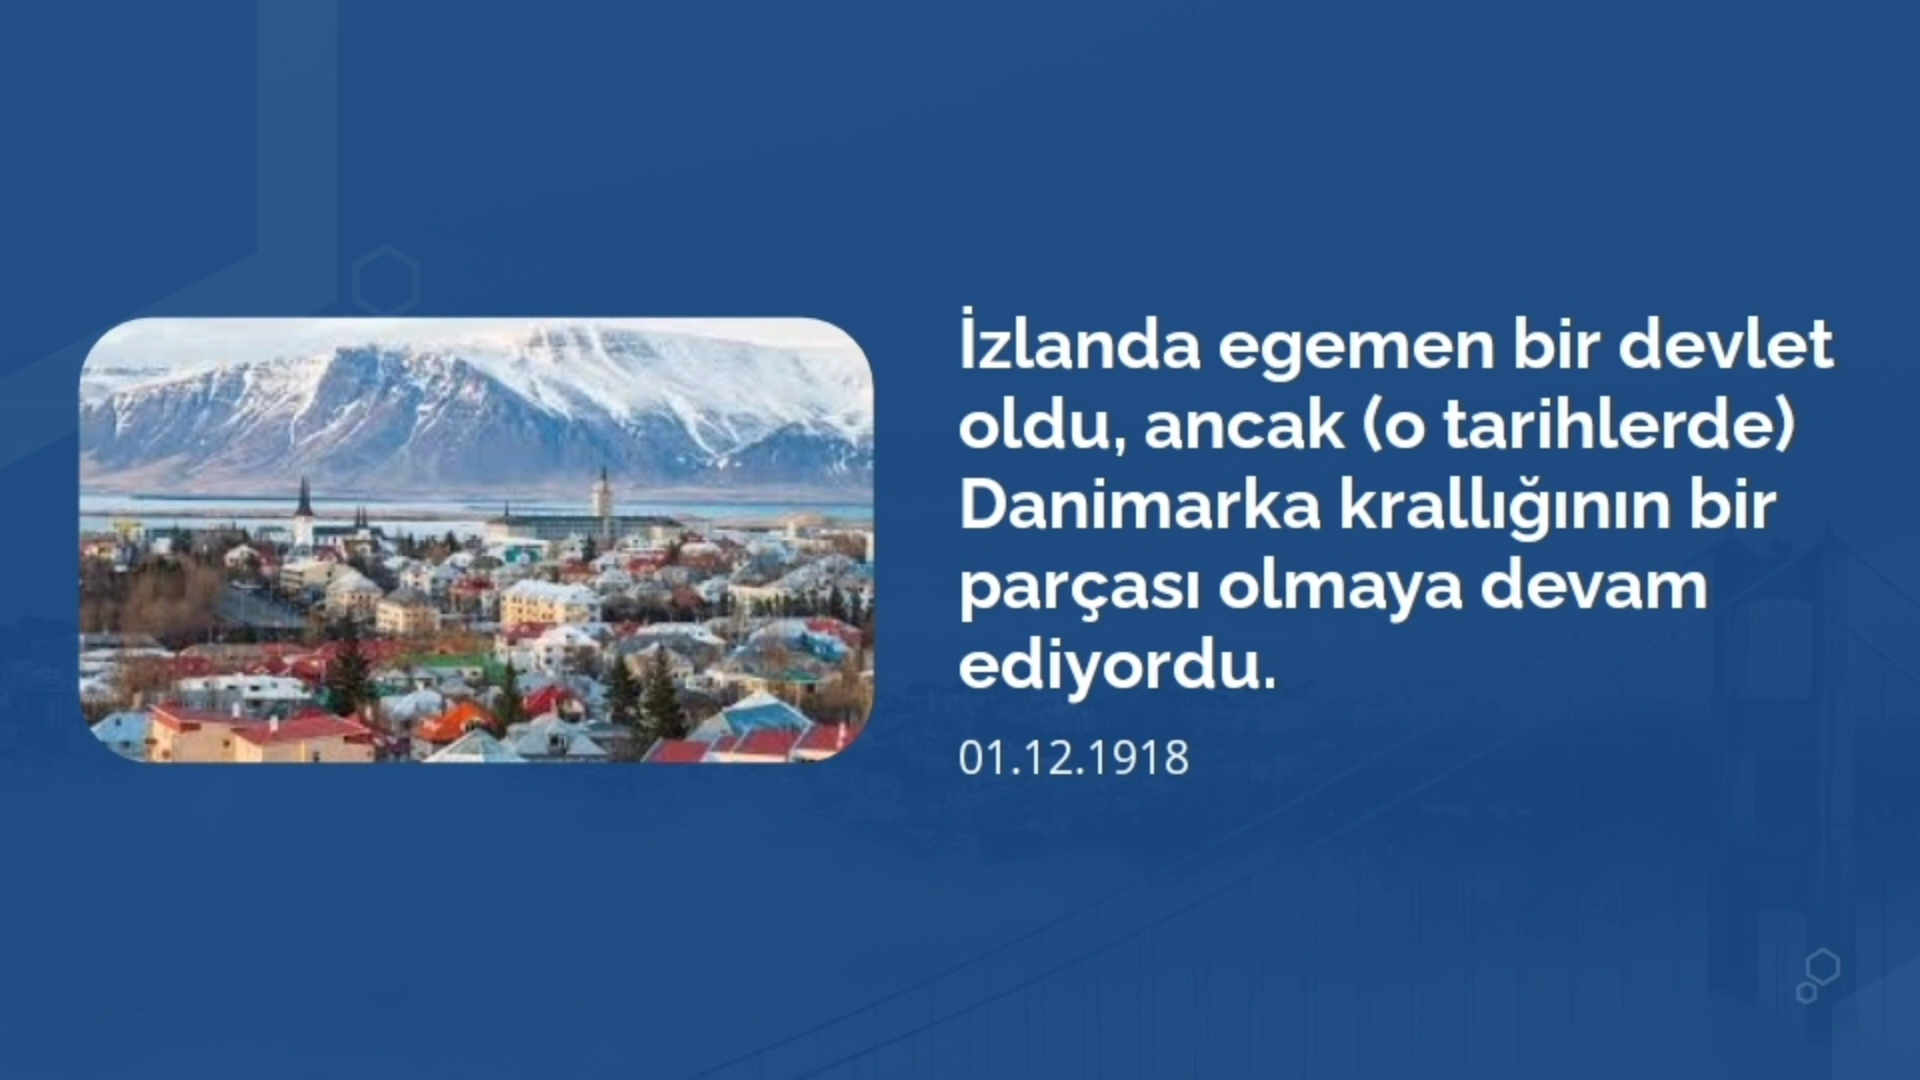 İzlanda egemen bir devlet
oldu, ancak (o tarihlerde)
Danimarka krallığının bir
parçası olmaya devam
ediyordu.
01.12.1918